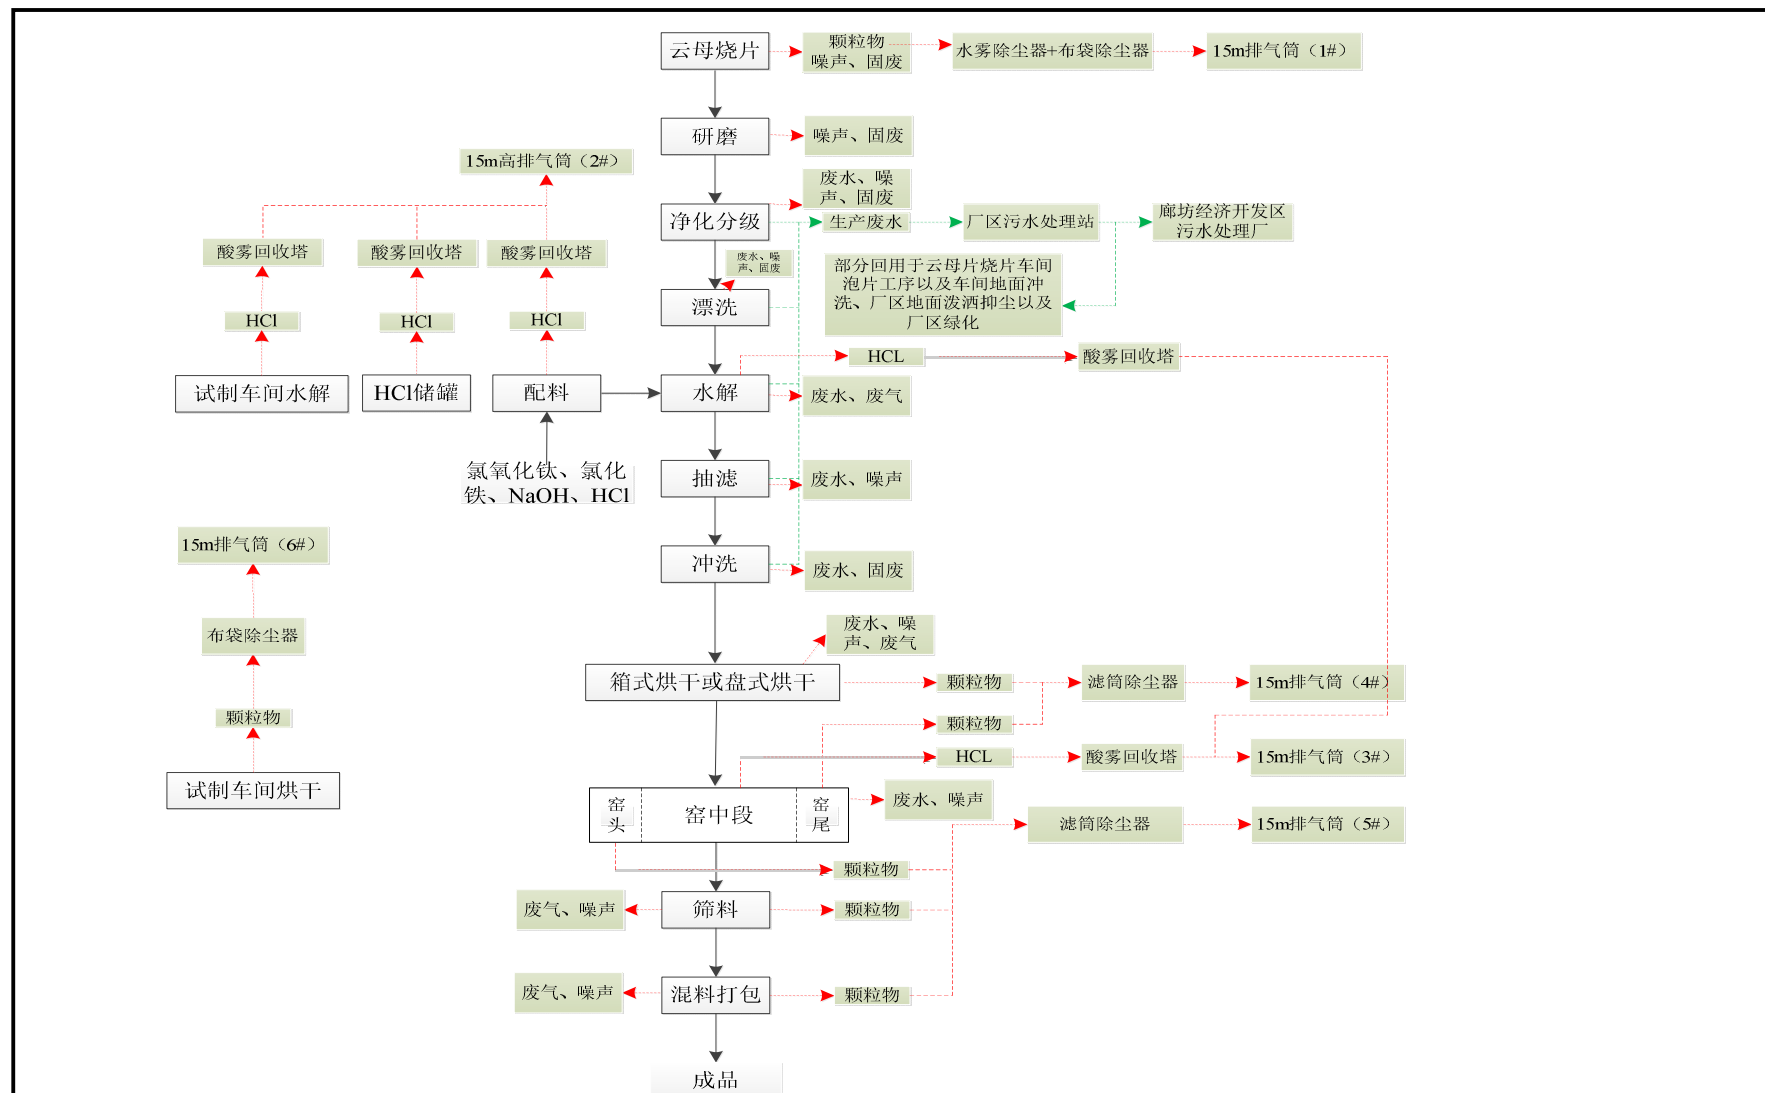 云母烧片
颗粒物
噪声、固废
水雾除尘器+布袋除尘器
15m排气筒（1#）
研磨
噪声、固废
15m高排气筒（2#）
废水、噪
声、固废
净化分级
生产废水
厂区污水处理站
廊坊经济开发区
污水处理厂
酸雾回收塔
酸雾回收塔
酸雾回收塔
废水、噪
声、固废
部分回用于云母片烧片车间
泡片工序以及车间地面冲
洗、厂区地面泼洒抑尘以及
厂区绿化
漂洗
HCl
HCl
HCl
HCL
酸雾回收塔
试制车间水解
HCl储罐
配料
水解
废水、废气
氯氧化钛、氯化
铁、NaOH、HCl
抽滤
废水、噪声
15m排气筒（6#）
冲洗
废水、固废
布袋除尘器
废水、噪
声、废气
箱式烘干或盘式烘干
颗粒物
滤筒除尘器
15m排气筒（4#）
颗粒物
颗粒物
HCL
酸雾回收塔
15m排气筒（3#）
试制车间烘干
窑
头
窑中段
窑
尾
废水、噪声
滤筒除尘器
15m排气筒（5#）
颗粒物
废气、噪声
筛料
颗粒物
废气、噪声
混料打包
颗粒物
成品